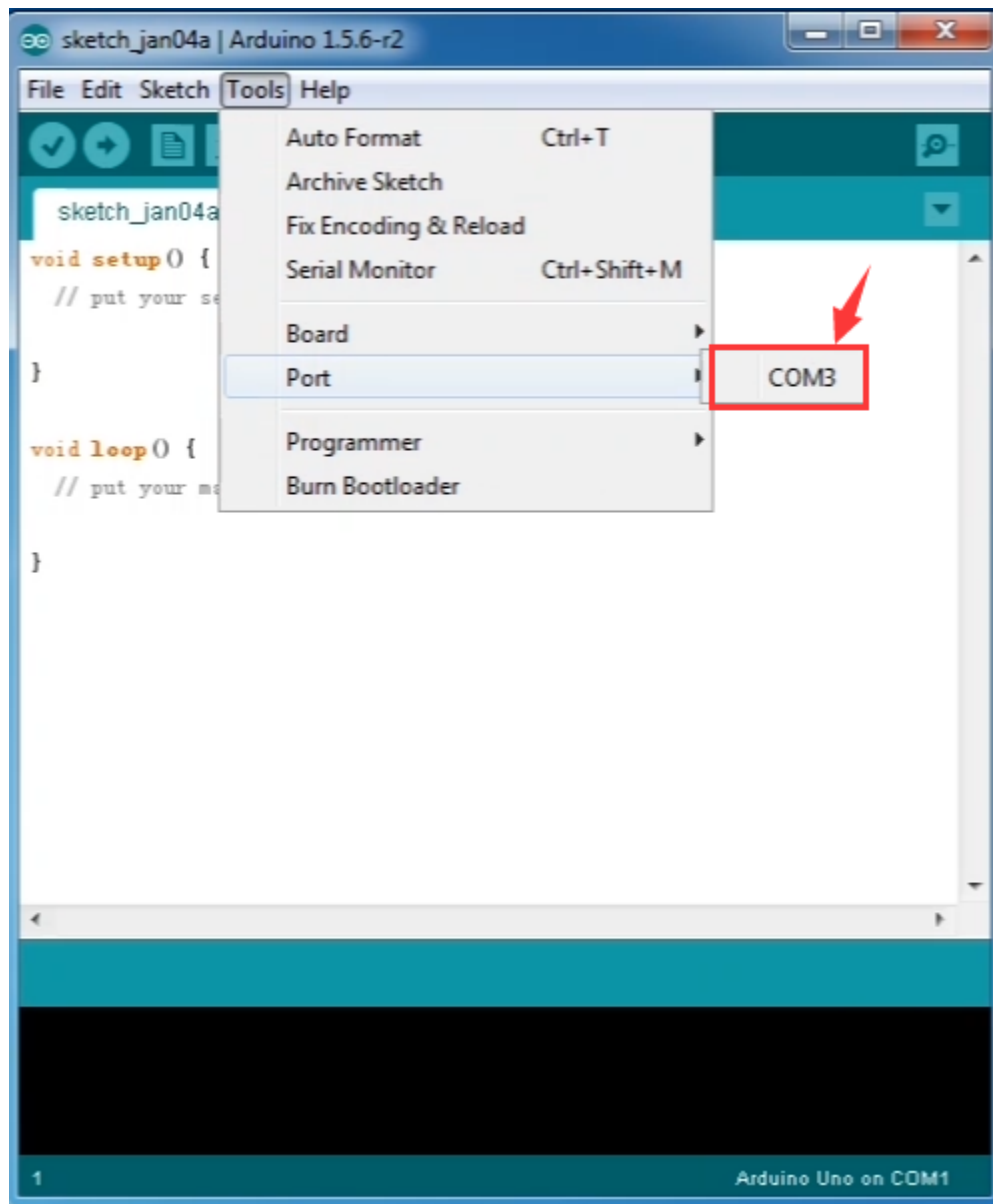 sketch_jan04a | Arduino 1.5.6-r2
File Edit Sketch Tools Help
Auto Format Ctrl+T
Archive Sketch
sketch_jan04a
Fix Encoding & Reload
void setup() {
Serial Monitor Ctrl+Shift+M
// put your se
Board
}
Port
COM3
void loop() {
Programmer
// put your
Burn Bootloader
}
1
Arduino Uno on COM1